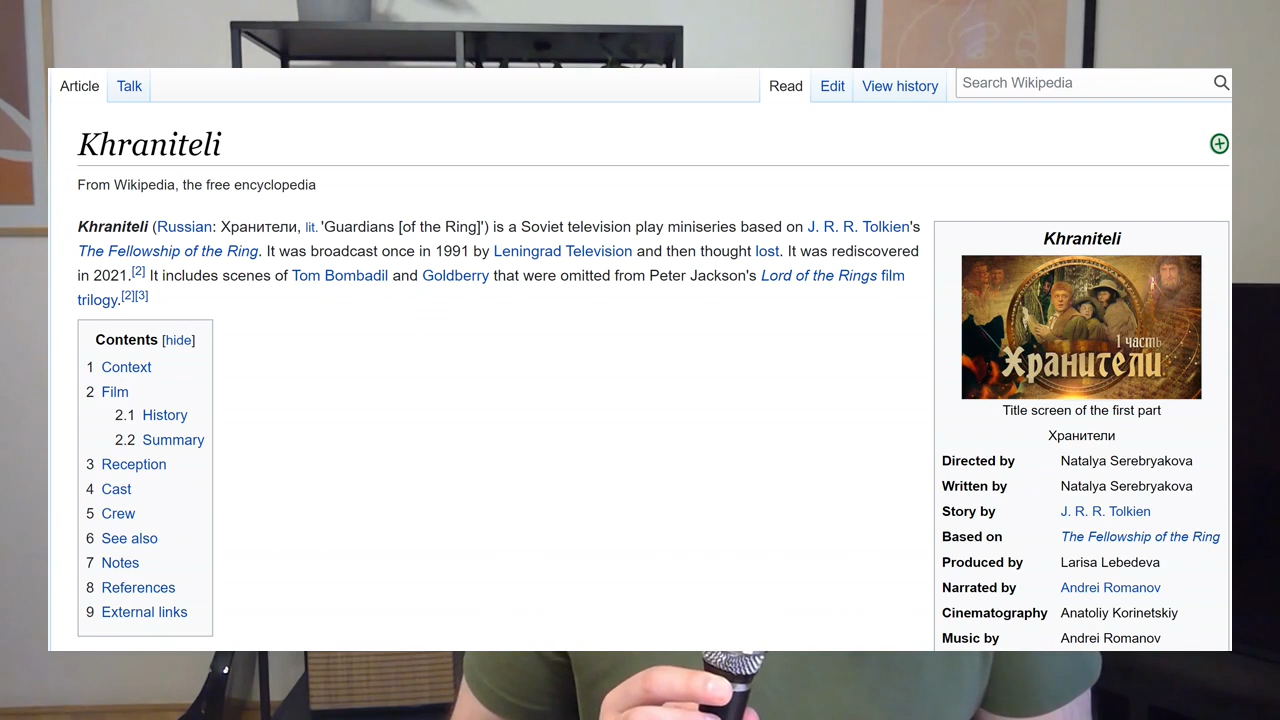 Article Talk Read Edit View history Search Wikipedia
Khraniteli
From Wikipedia, the free encyclopedia
Khraniteli (Russian: Хранители, lit. 'Guardians [of the Ring]') is a Soviet television play miniseries based on J. R. R. Tolkien's
The Fellowship of the Ring. It was broadcast once in 1991 by Leningrad Television and then thought lost. It was rediscovered
in 2021.[2] It includes scenes of Tom Bombadil and Goldberry that were omitted from Peter Jackson's Lord of the Rings film
trilogy.[2][3]
Contents [hide]
1 Context
2 Film
2.1 History
2.2 Summary
3 Reception
4 Cast
5 Crew
6 See also
7 Notes
8 References
9 External links
Khraniteli
1 часть
Хранители
Title screen of the first part
Хранители
Directed by Natalya Serebryakova
Written by Natalya Serebryakova
Story by J. R. R. Tolkien
Based on The Fellowship of the Ring
Produced by Larisa Lebedeva
Narrated by Andrei Romanov
Cinematography Anatoliy Korinetskiy
Music by Andrei Romanov